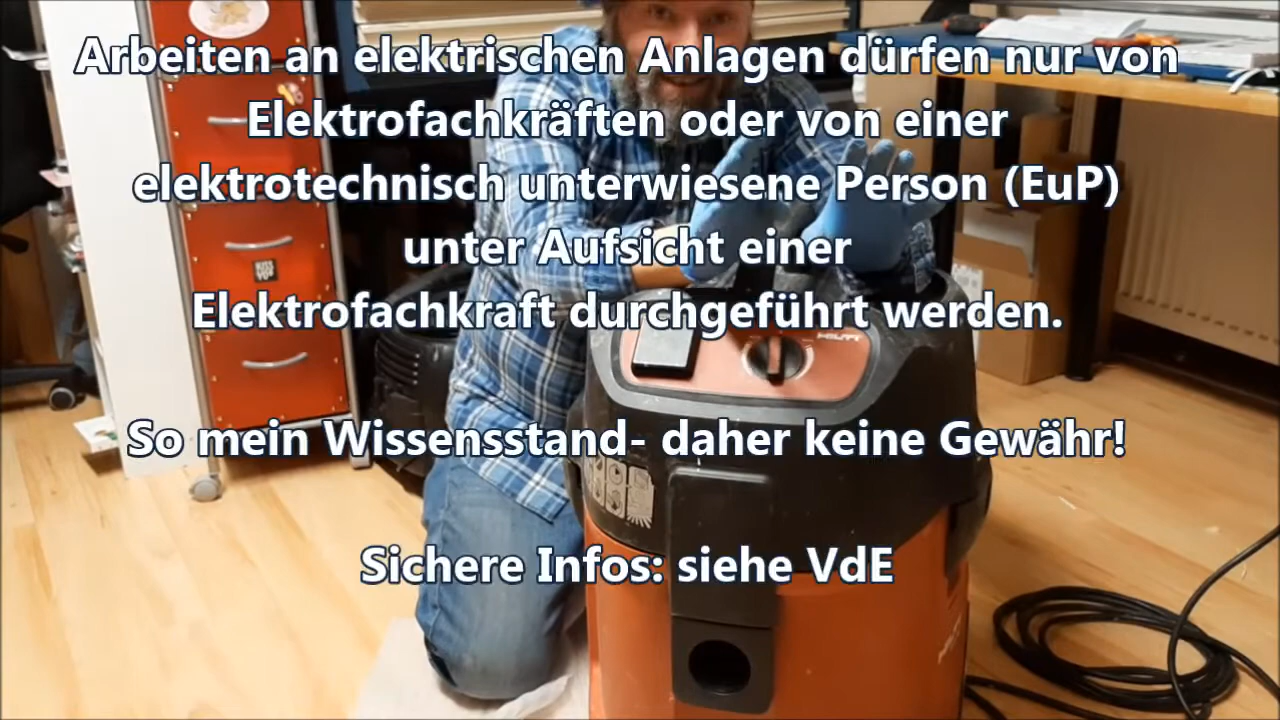 Arbeiten an elektrischen Anlagen dürfen nur von
Elektrofachkräften oder von einer
elektrotechnisch unterwiesene Person (EuP)
unter Aufsicht einer
Elektrofachkraft durchgeführt werden.
HILTI
So mein Wissensstand- daher keine Gewähr!
Sichere Infos: siehe VdE